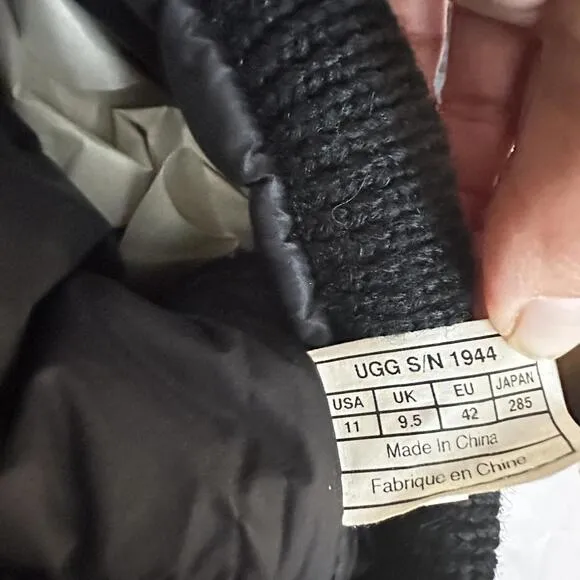 UGG S/N 1944
USA UK EU JAPAN
11 9.5 42 285
Made In China
Fabrique en Chine